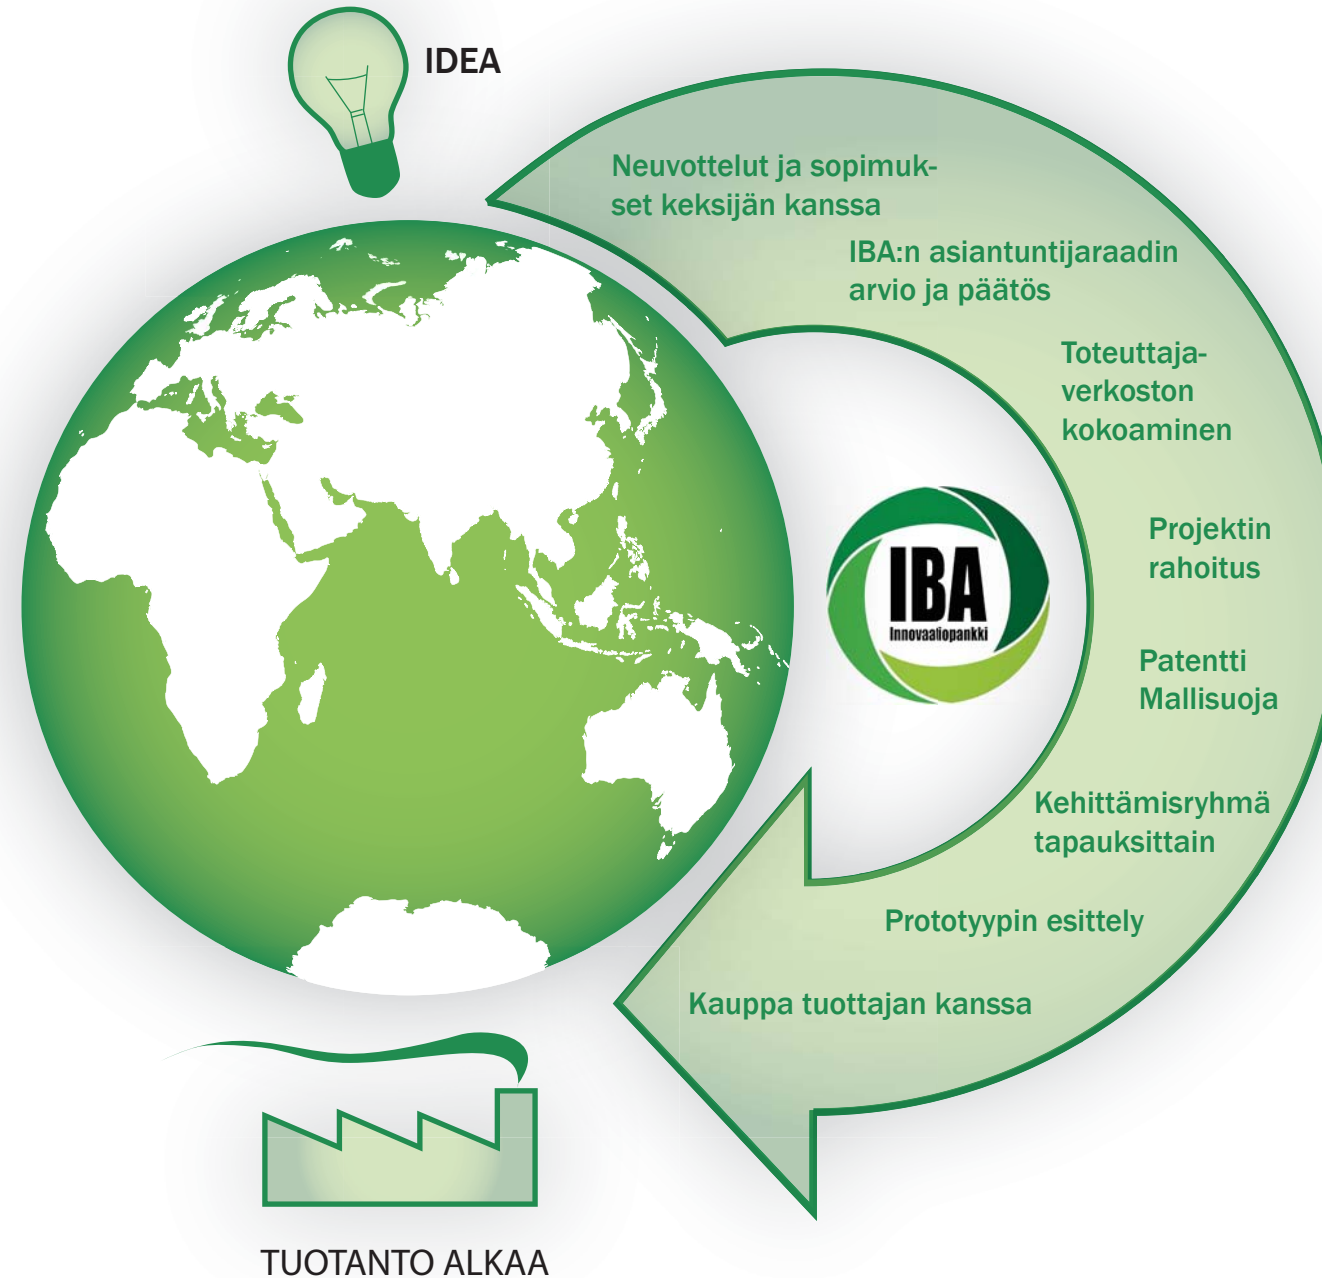 IDEA
Neuvottelut ja sopimuk-
set keksijän kanssa
IBA:n asiantuntijaraadin
arvio ja päätös
Toteuttaja-
verkoston
kokoaminen
IBA
Innovaatiopankki
Projektin
rahoitus
Patentti
Mallisuoja
Kehittämisryhmä
tapauksittain
Prototyypin esittely
Kauppa tuottajan kanssa
TUOTANTO ALKAA